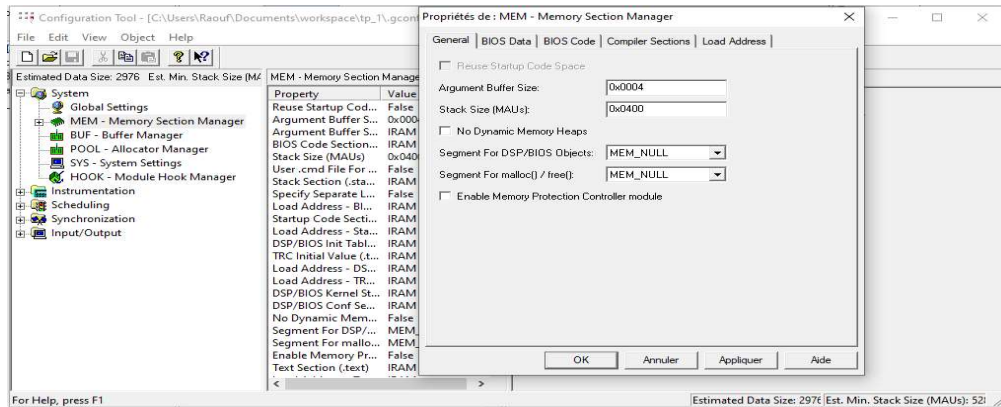 Configuration Tool - [C:\Users\Raouf\Documents\workspace\tp_1\.gconf
File Edit View Object Help
Estimated Data Size: 2976 Est. Min. Stack Size (MA
System
Global Settings
MEM - Memory Section Manager
BUF - Buffer Manager
POOL - Allocator Manager
SYS - System Settings
HOOK - Module Hook Manager
Instrumentation
Scheduling
Synchronization
Input/Output
MEM - Memory Section Manage
Property Value
Reuse Startup Cod... False
Argument Buffer S... 0x0004
Argument Buffer S... IRAM
BIOS Code Section... IRAM
Stack Size (MAUs) 0x040
User .cmd File For ... False
Stack Section (.sta... IRAM
Specify Separate L... False
Load Address - BI... IRAM
Startup Code Secti... IRAM
Load Address - Sta... IRAM
DSP/BIOS Init Tabl... IRAM
TRC Initial Value (.t... IRAM
Load Address - DS... IRAM
Load Address - TR... IRAM
DSP/BIOS Kernel St... IRAM
DSP/BIOS Conf Se... IRAM
No Dynamic Mem... False
Segment For DSP/... MEM_
Segment For mallo... MEM_
Enable Memory Pr... False
Text Section (.text) IRAM
Propriétés de : MEM - Memory Section Manager
General BIOS Data BIOS Code Compiler Sections Load Address
Reuse Startup Code Space
Argument Buffer Size: 0x0004
Stack Size (MAUs): 0x0400
No Dynamic Memory Heaps
Segment For DSP/BIOS Objects: MEM_NULL
Segment For malloc() / free(): MEM_NULL
Enable Memory Protection Controller module
OK Annuler Appliquer Aide
For Help, press F1
Estimated Data Size: 2976 Est. Min. Stack Size (MAUs): 528